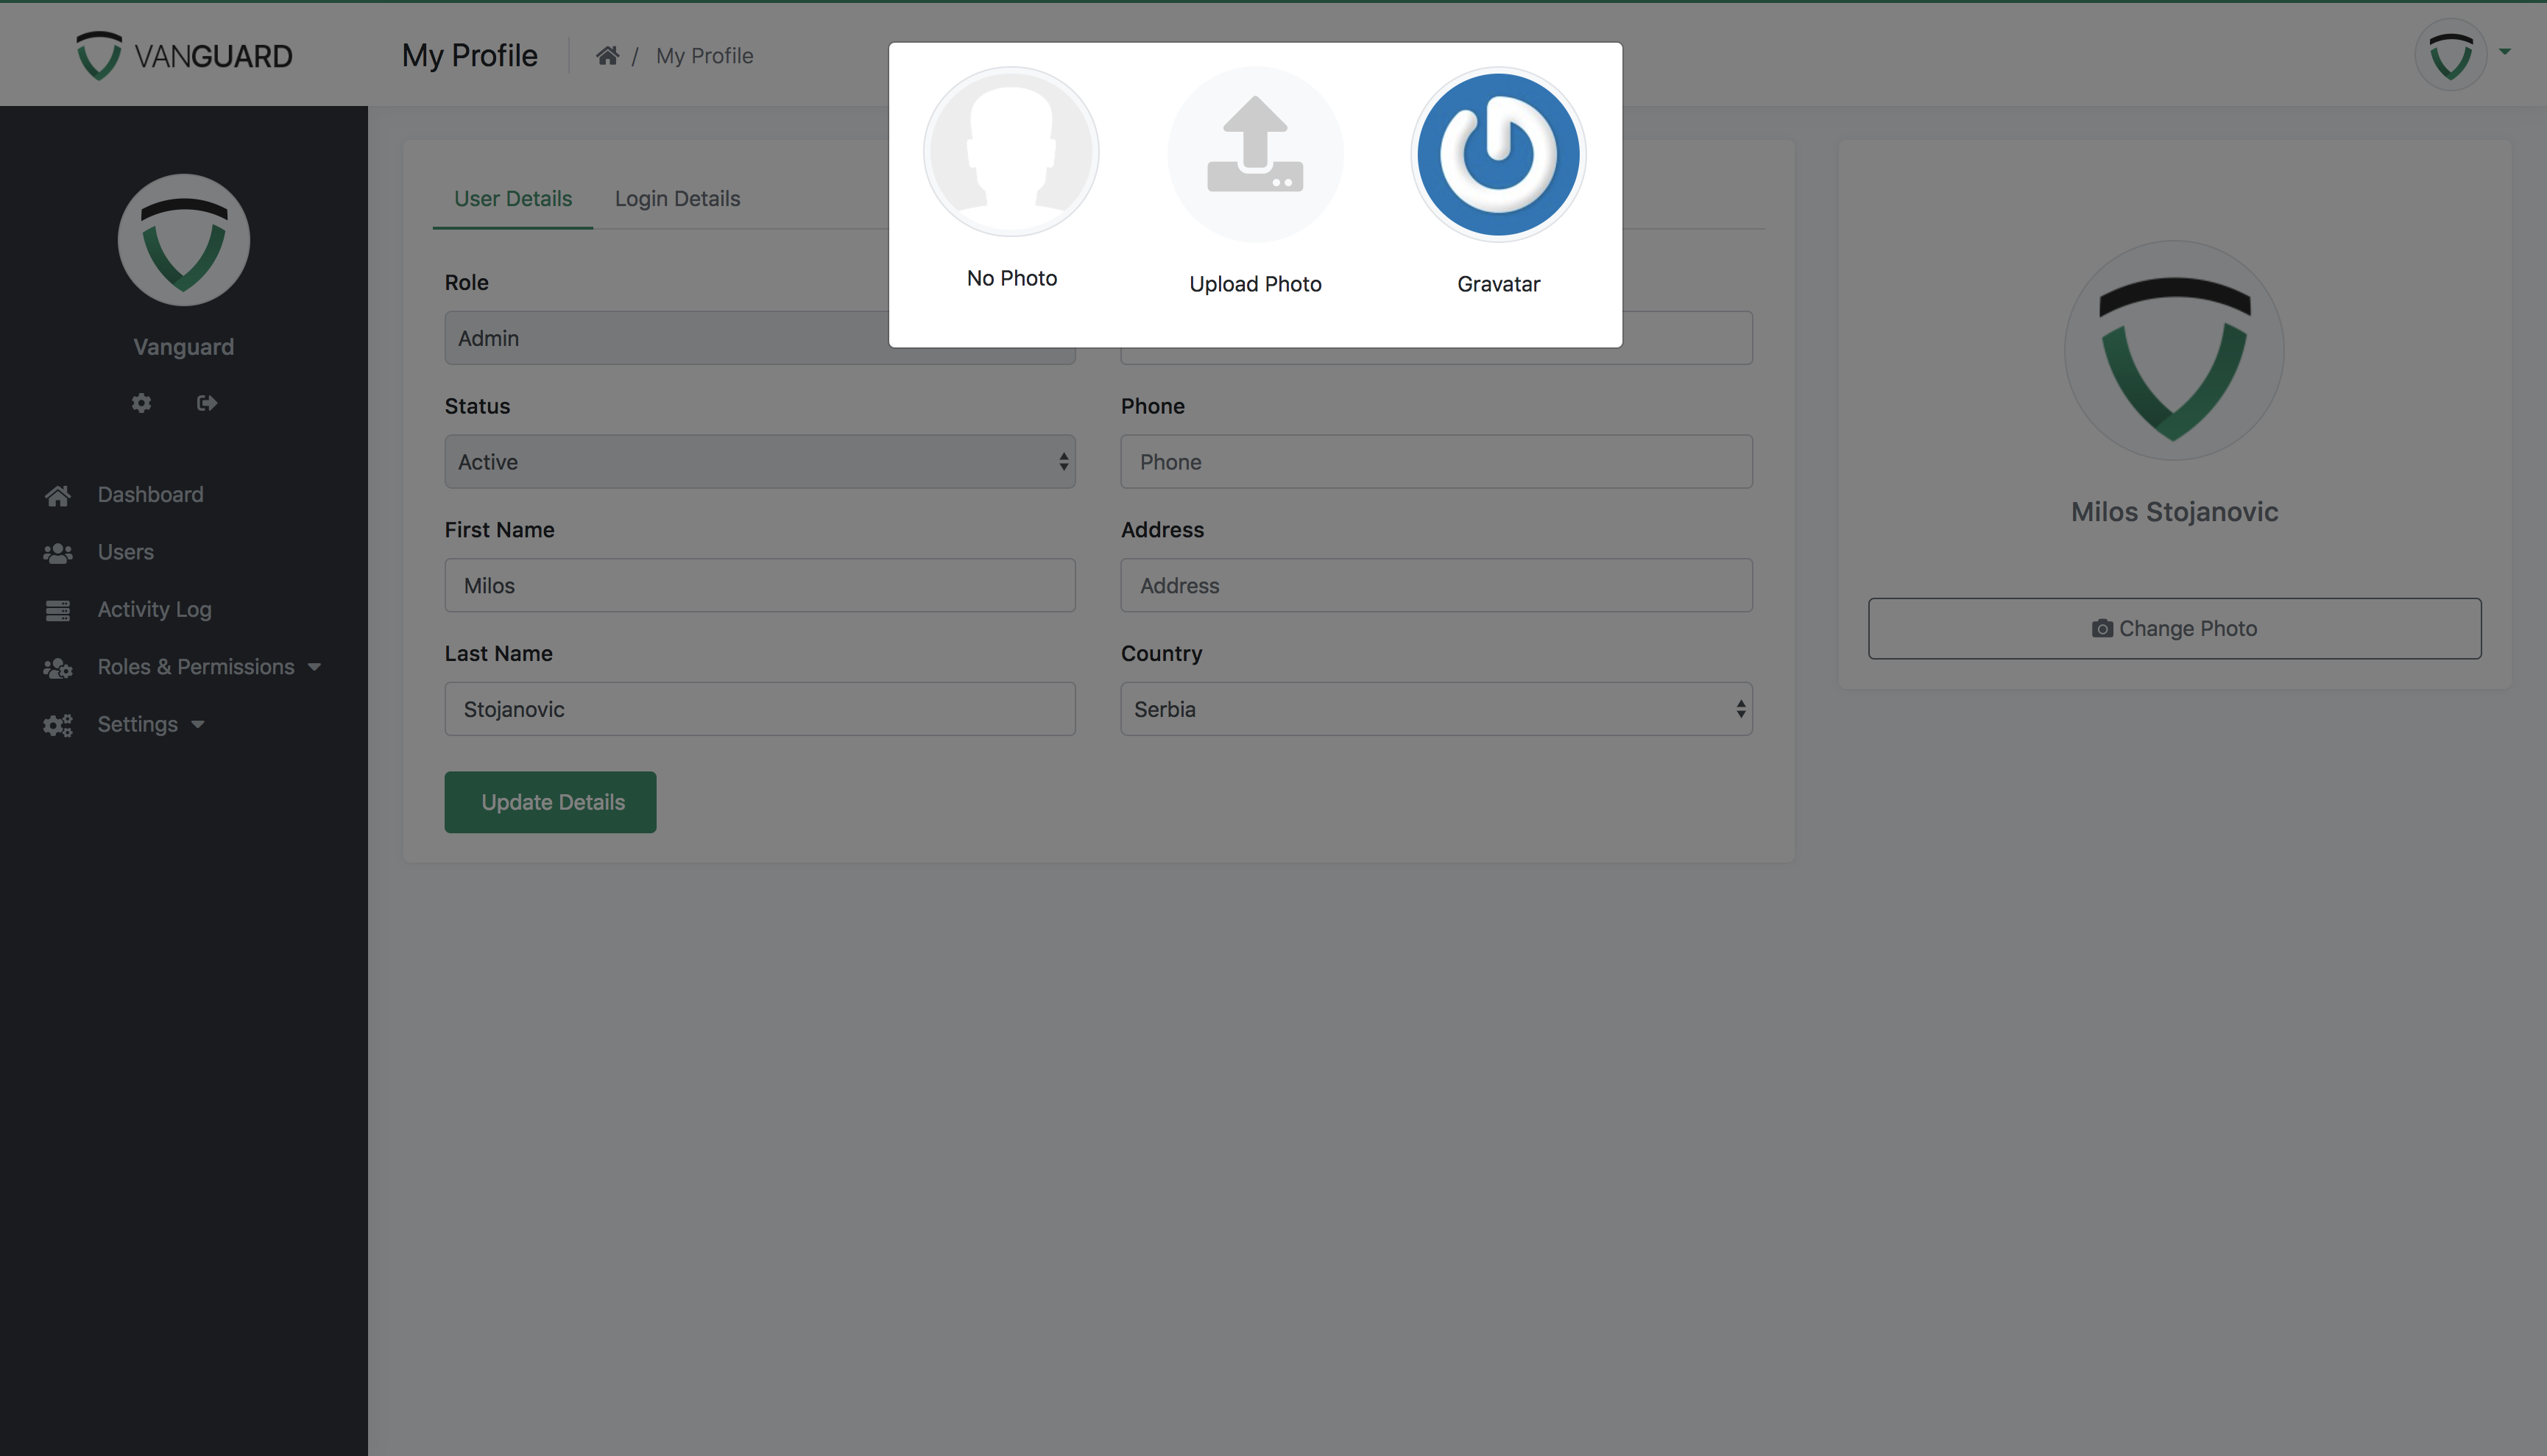 VANGUARD
My Profile
/ My Profile
No Photo
Upload Photo
Gravatar
Vanguard
Dashboard
Users
Activity Log
Roles & Permissions
Settings
User Details
Login Details
Role
Admin
Status
Active
Phone
Phone
First Name
Milos
Address
Address
Last Name
Stojanovic
Country
Serbia
Update Details
Milos Stojanovic
Change Photo